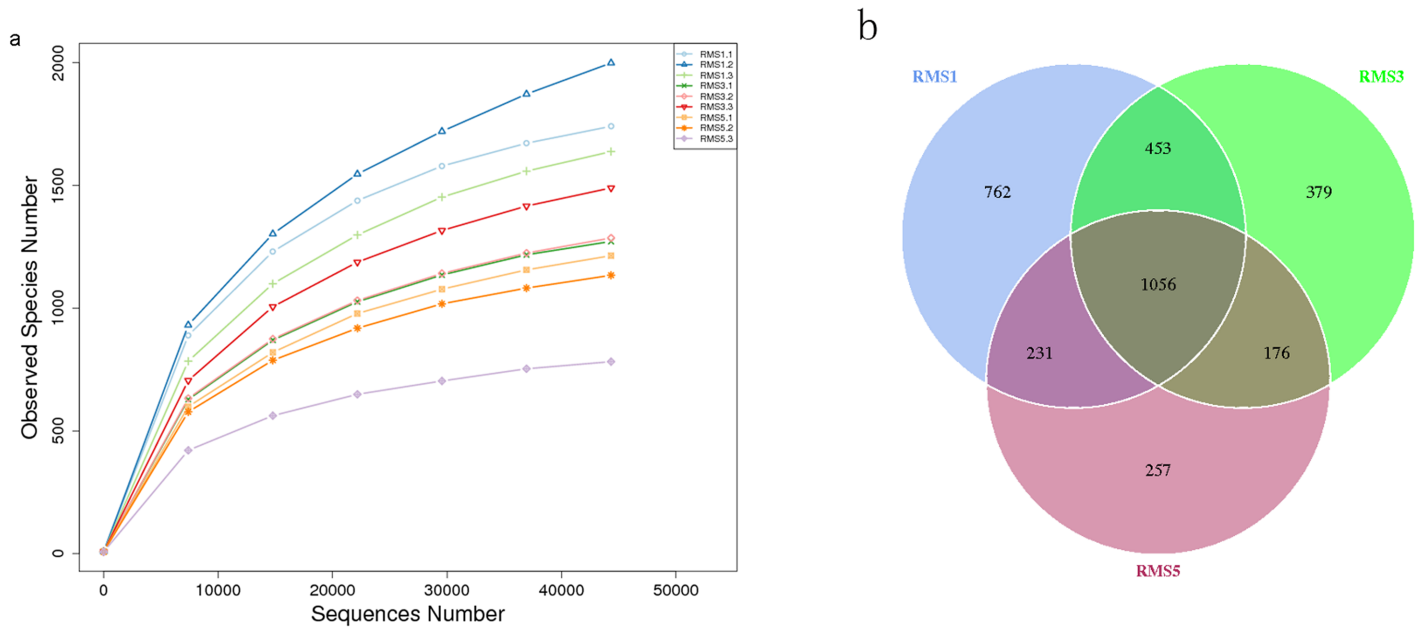 a
Observed Species Number
2000
1500
1000
500
0
0 10000 20000 30000 40000 50000
Sequences Number
RMS1.1
RMS1.2
RMS1.3
RMS3.1
RMS3.2
RMS3.3
RMS5.1
RMS5.2
RMS5.3
b
RMS1 RMS3
453
762 379
1056
231 176
257
RMS5